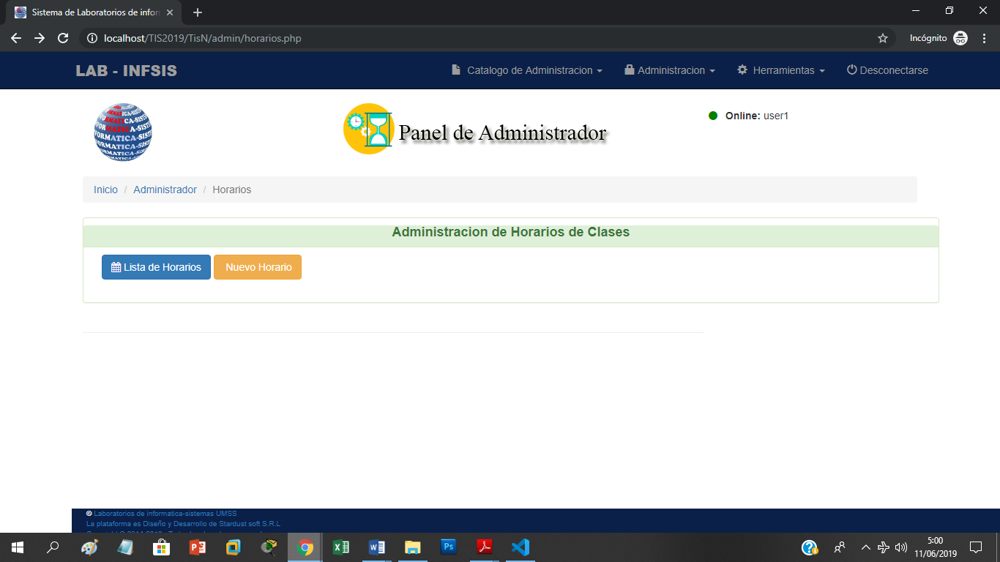 Sistema de Laboratorios de infor
localhost/TIS2019/TisN/admin/horarios.php
Incógnito
LAB - INFSIS
Catalogo de Administracion
Administracion
Herramientas
Desconectarse
Panel de Administrador
Online: user1
Inicio / Administrador / Horarios
Administracion de Horarios de Clases
Lista de Horarios
Nuevo Horario
© Laboratorios de informatica-sistemas UMSS
La plataforma es Diseño y Desarrollo de Stardust soft S.R.L
5:00
11/06/2019